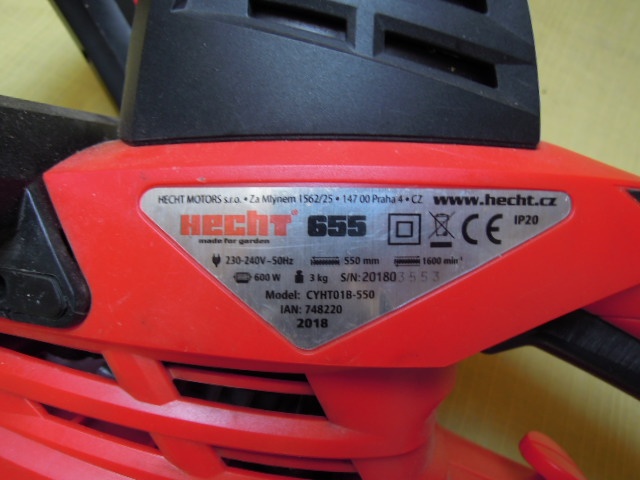 HECHT MOTORS s.r.o. • Za Mlýnem 1562/25 • 147 00 Praha 4 • CZ www.hecht.cz
HECHT® 655 CE IP20
made for garden
230-240V~50Hz 550 mm 1600 min⁻¹
600 W 3 kg S/N:201803553
Model: CYHT01B-550
IAN: 748220
2018